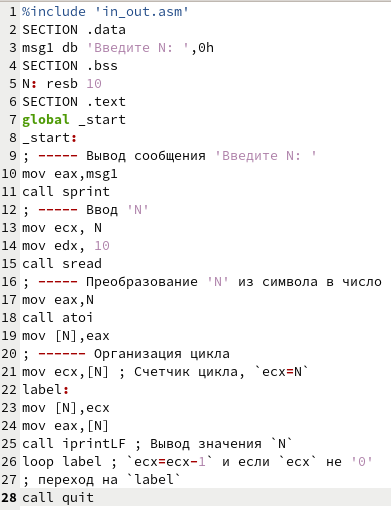 1 %include 'in_out.asm'
2 SECTION .data
3 msg1 db 'Введите N: ',0h
4 SECTION .bss
5 N: resb 10
6 SECTION .text
7 global _start
8 _start:
9 ; ----- Вывод сообщения 'Введите N: '
10 mov eax,msg1
11 call sprint
12 ; ----- Ввод 'N'
13 mov ecx, N
14 mov edx, 10
15 call sread
16 ; ----- Преобразование 'N' из символа в число
17 mov eax,N
18 call atoi
19 mov [N],eax
20 ; ------ Организация цикла
21 mov ecx,[N] ; Счетчик цикла, `ecx=N`
22 label:
23 mov [N],ecx
24 mov eax,[N]
25 call iprintLF ; Вывод значения `N`
26 loop label ; `ecx=ecx-1` и если `ecx` не '0'
27 ; переход на `label`
28 call quit